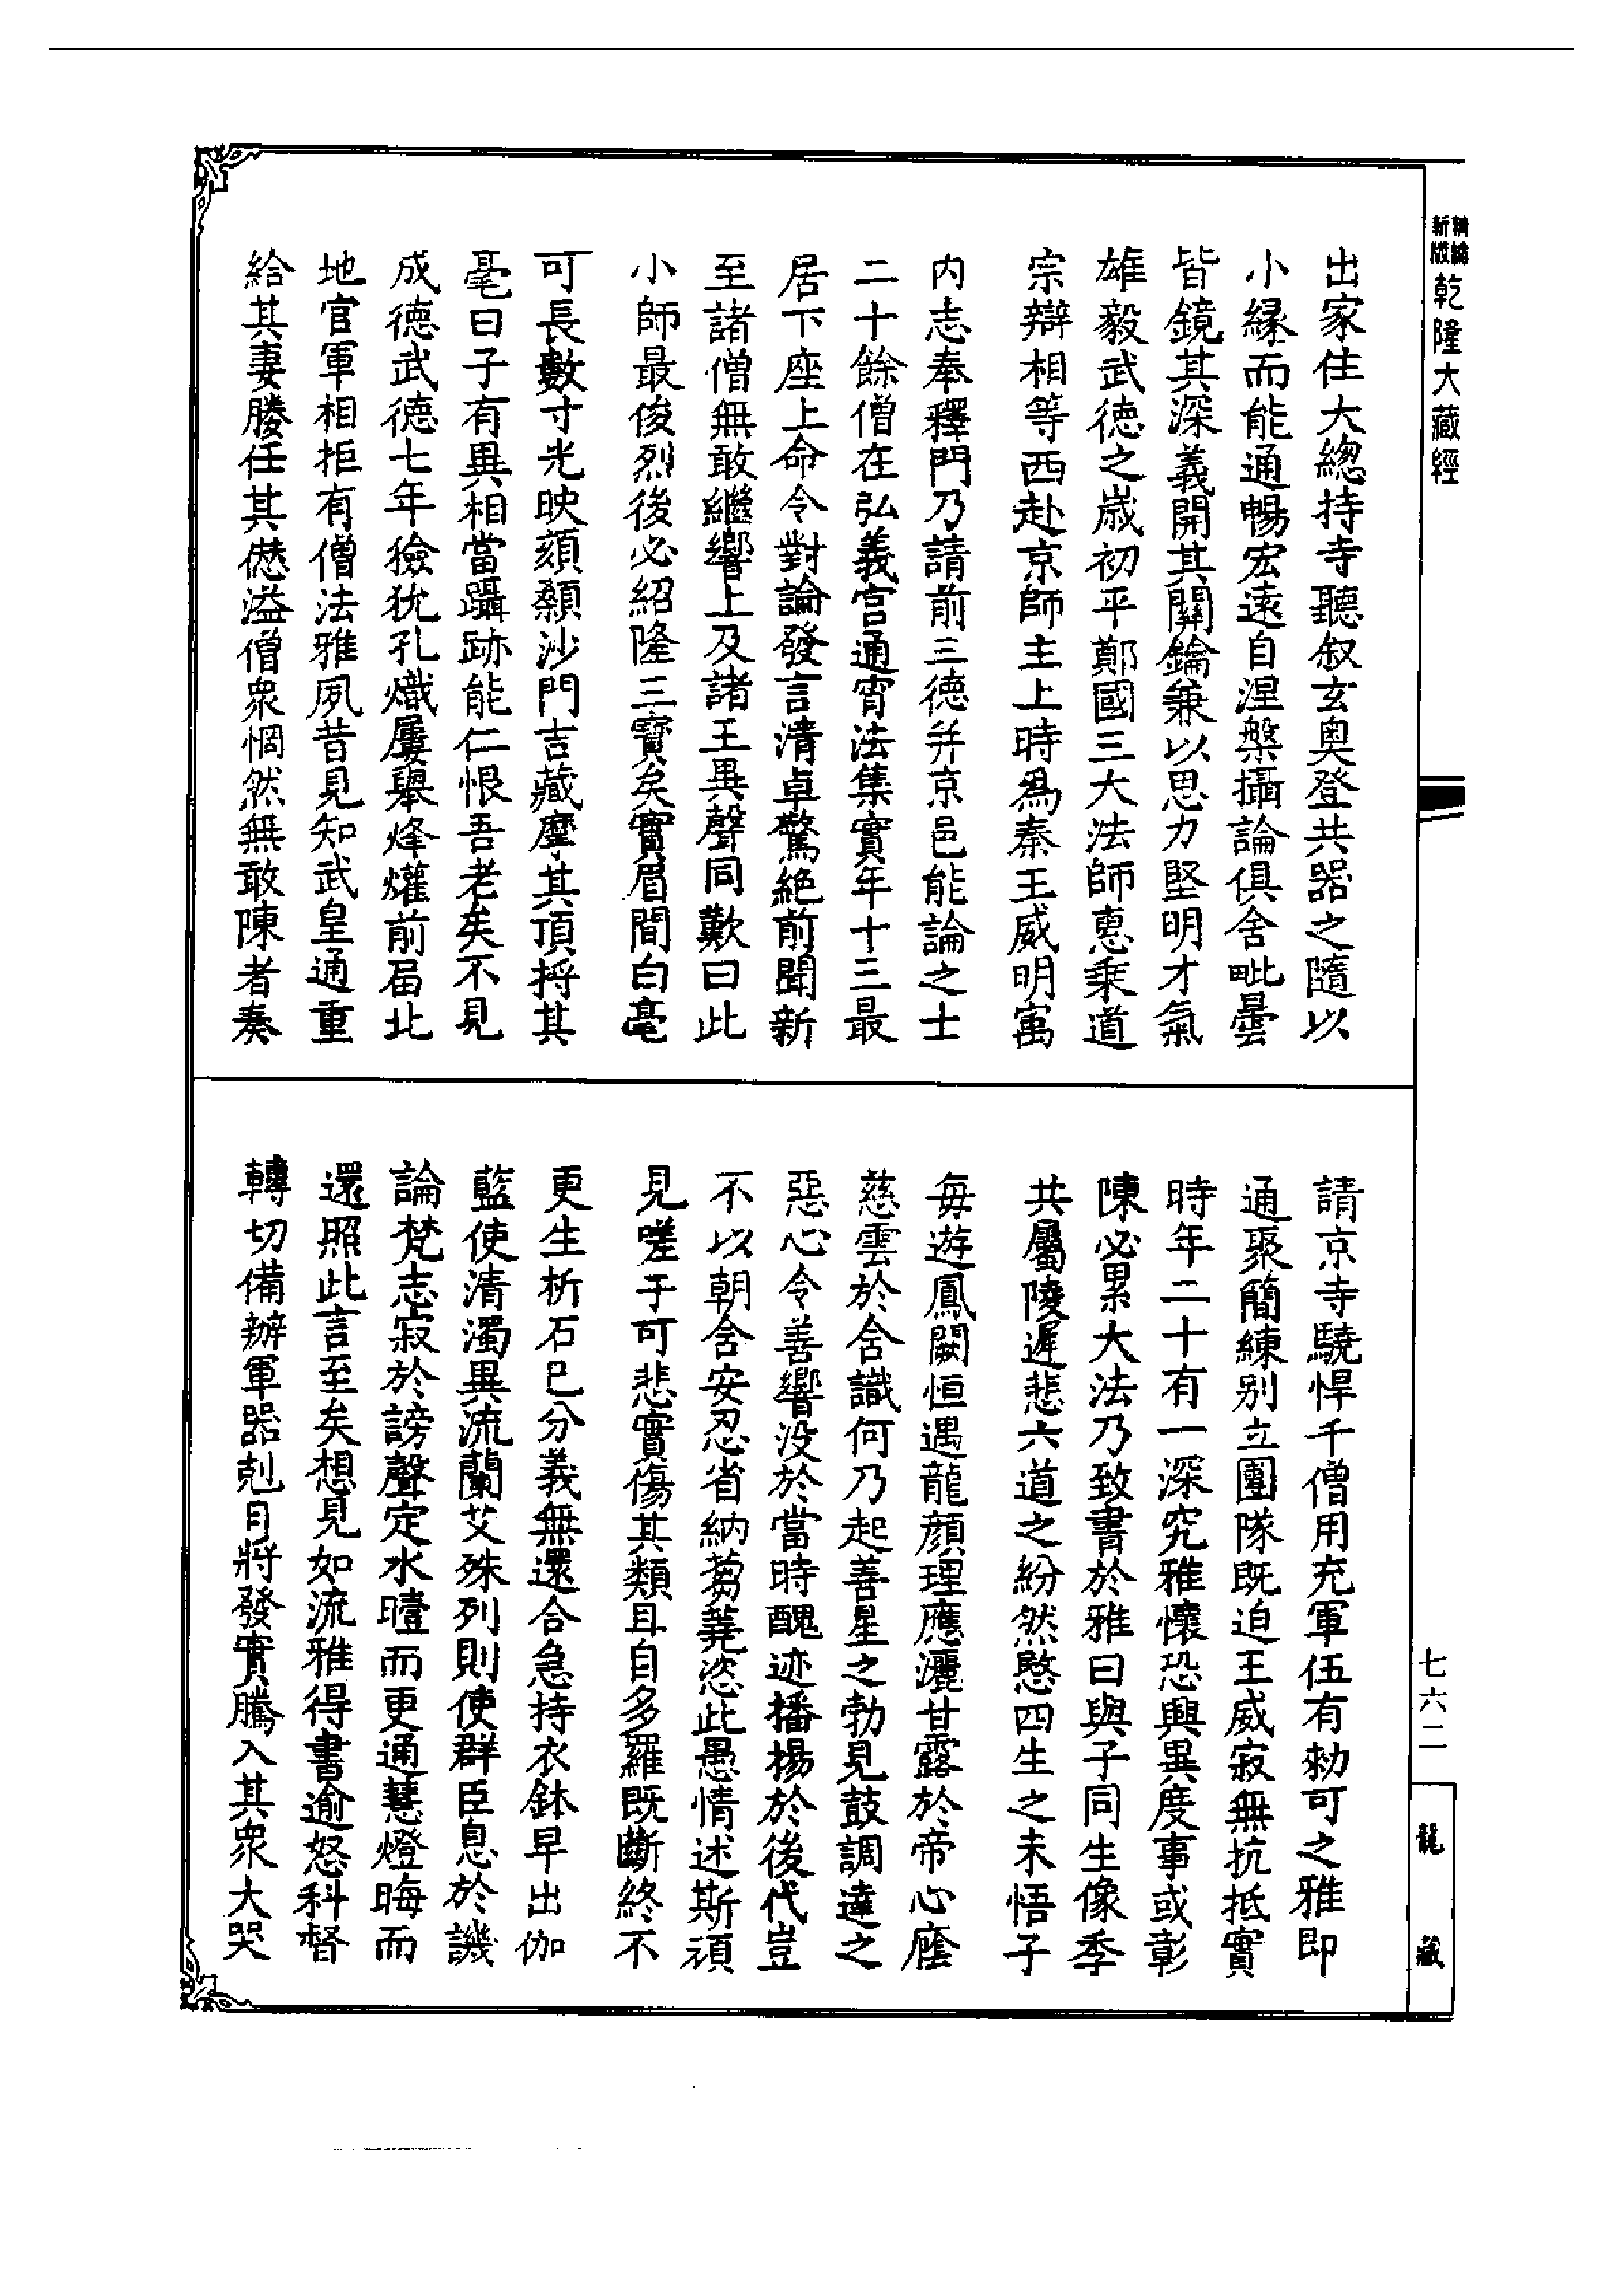 精編
新版
乾隆大藏經
出家住大總持寺聽叙玄奥登共器之隨以
小縁而能通暢宏遠自涅槃攝論俱舍毗曇
皆鏡其深義開其關鑰兼以思力堅明才氣
雄毅武德之歲初平鄭國三大法師惠乘道
宗辯相等西赴京師主上時爲秦王威明寓
内志奉釋門乃請前三德并京邑能論之士
二十餘僧在弘義宫通宵法集實年十三最
居下座上命令對論發言清卓驚絶前聞新
至諸僧無敢繼響上及諸王異聲同歎曰此
小師最俊烈後必紹隆三寳矣實眉間白毫
可長數寸光映頦顙沙門吉藏摩其頂捋其
毫曰子有異相當躡跡能仁恨吾老矣不見
成德武德七年獫狁孔熾屢舉烽爟前屆北
地官軍相拒有僧法雅夙昔見知武皇通重
給其妻媵任其僁溢僧衆惘然無敢陳者奏
請京寺驍悍千僧用充軍伍有勑可之雅即
通聚簡練别立團隊既迫王威寂無抗抵實
時年二十有一深究雅懷恐興異度事或彰
陳必累大法乃致書於雅曰與子同生像季
共屬陵遲悲六道之紛然愍四生之未悟子
每遊鳳闕恒遇龍顔理應灑甘露於帝心䕃
慈雲於含識何乃起善星之勃見鼓調達之
惡心令善響没於當時醜迹播揚於後代豈
不以朝含安忍省納芻蕘恣此愚情述斯頑
見嗟乎可悲實傷其類耳自多羅既斷終不
更生析石已分義無還合急持衣鉢早出伽
藍使清濁異流蘭艾殊列則使群臣息於譏
論梵志寂於謗聲定水曀而更通慧燈晦而
還照此言至矣想見如流雅得書逾怒科督
轉切備辦軍器剋日將發實騰入其衆大哭
七六二
龍藏